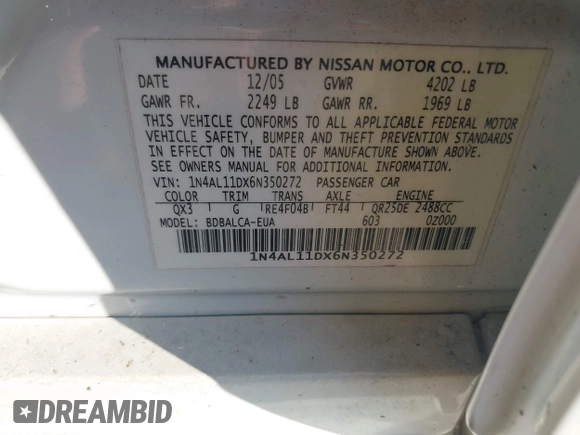 MANUFACTURED BY NISSAN MOTOR CO., LTD.
DATE 12/05 GVWR 4202 LB
GAWR FR. 2249 LB GAWR RR. 1969 LB
THIS VEHICLE CONFORMS TO ALL APPLICABLE FEDERAL MOTOR
VEHICLE SAFETY, BUMPER AND THEFT PREVENTION STANDARDS
IN EFFECT ON THE DATE OF MANUFACTURE SHOWN ABOVE.
SEE OWNERS MANUAL FOR ADDITIONAL INFORMATION.
VIN: 1N4AL11DX6N350272 PASSENGER CAR
COLOR TRIM TRANS AXLE ENGINE
QX3 G RE4F04B FT44 QR25DE 2488CC
MODEL: BDBALCA-EUA 603 0Z000
1N4AL11DX6N350272
DREAMBID